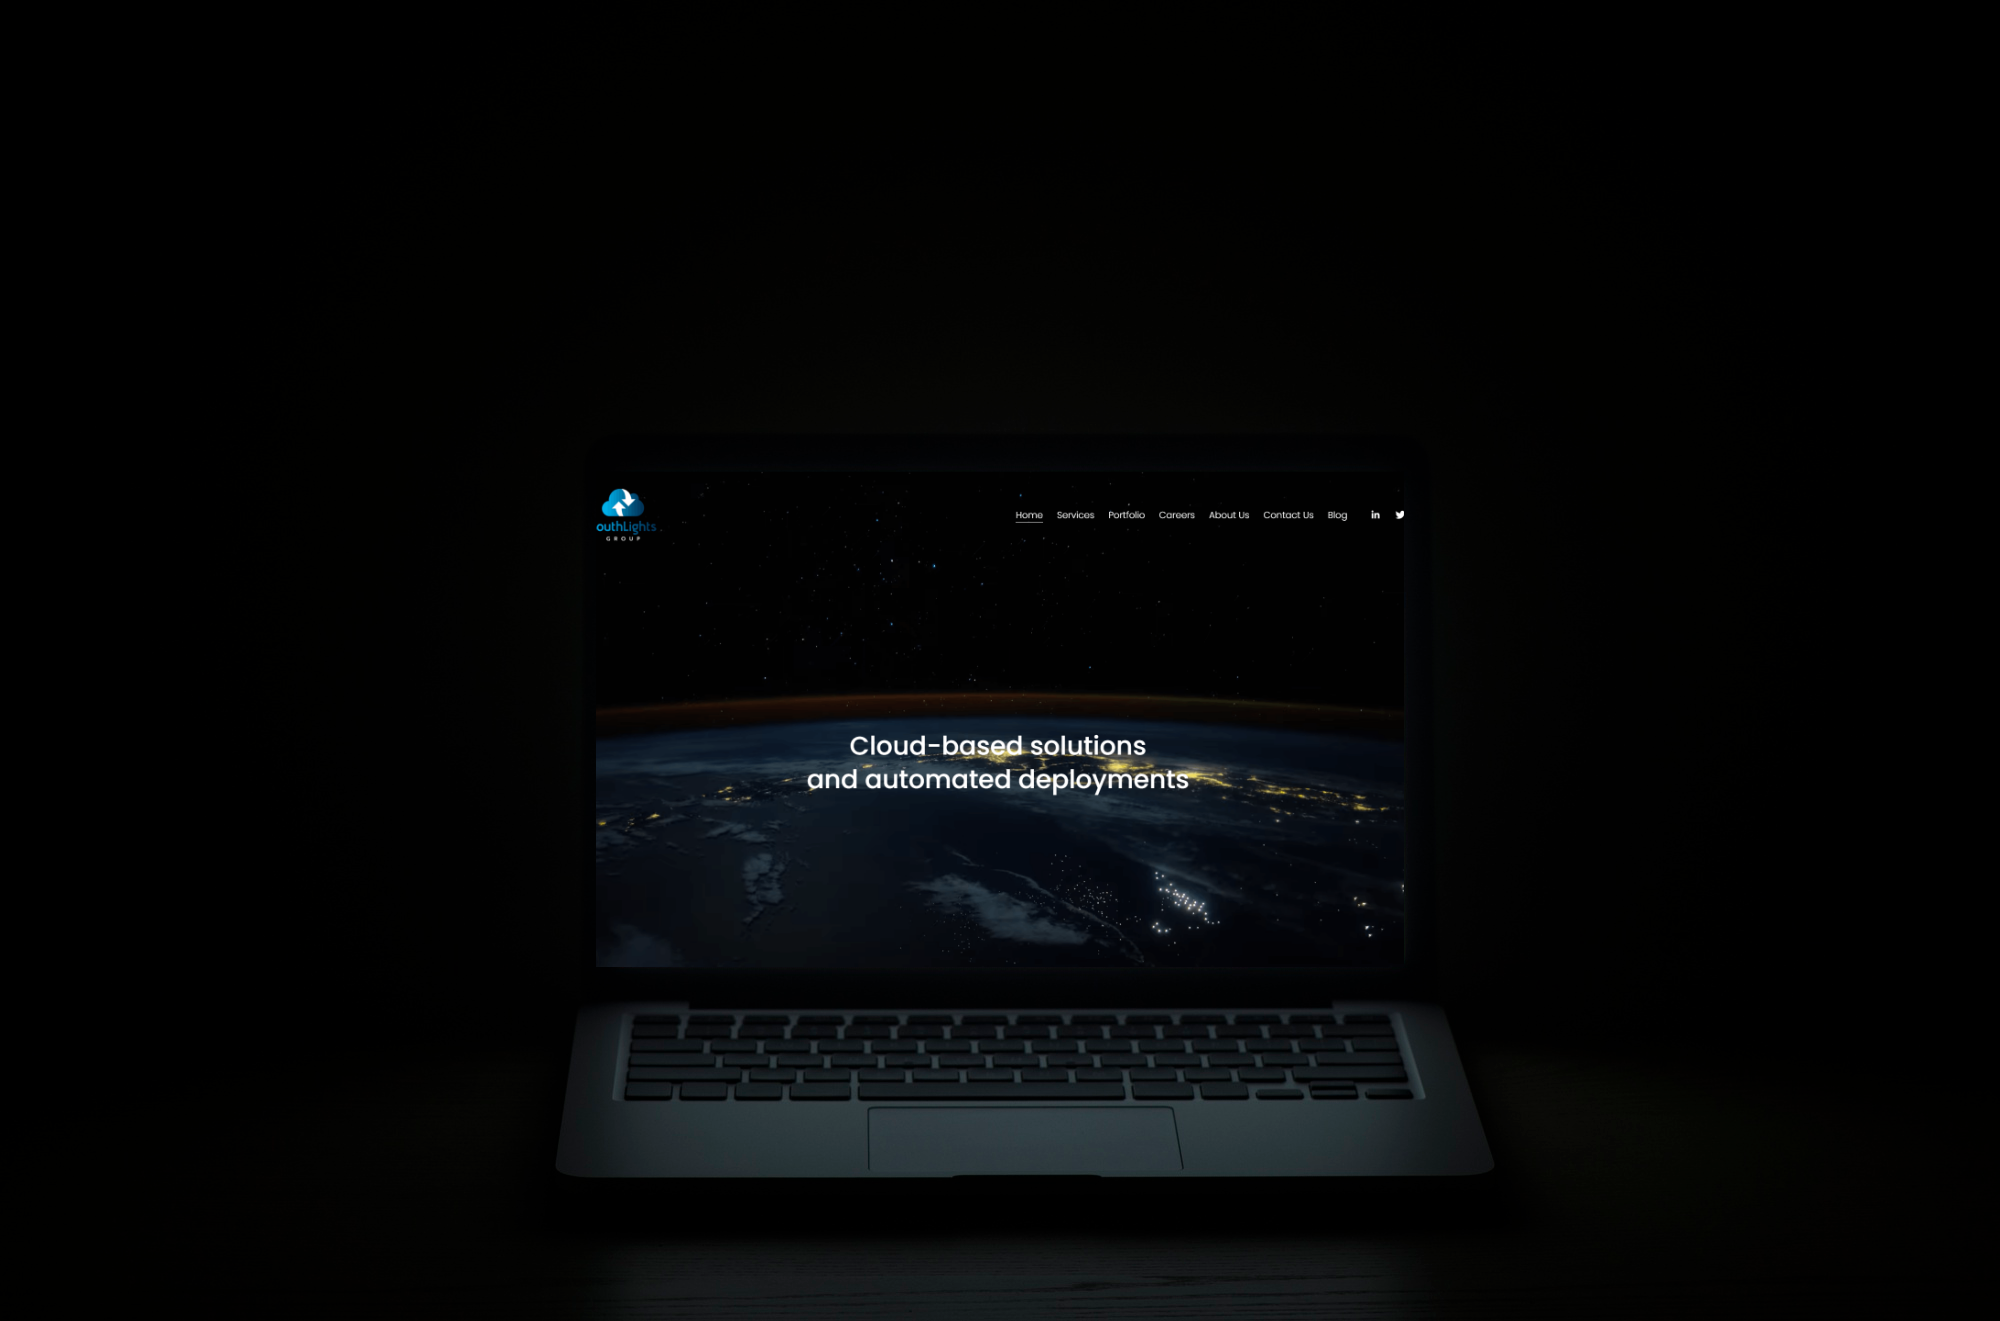 outhLights
GROUP
Home Services Portfolio Careers About Us Contact Us Blog in
Cloud-based solutions
and automated deployments